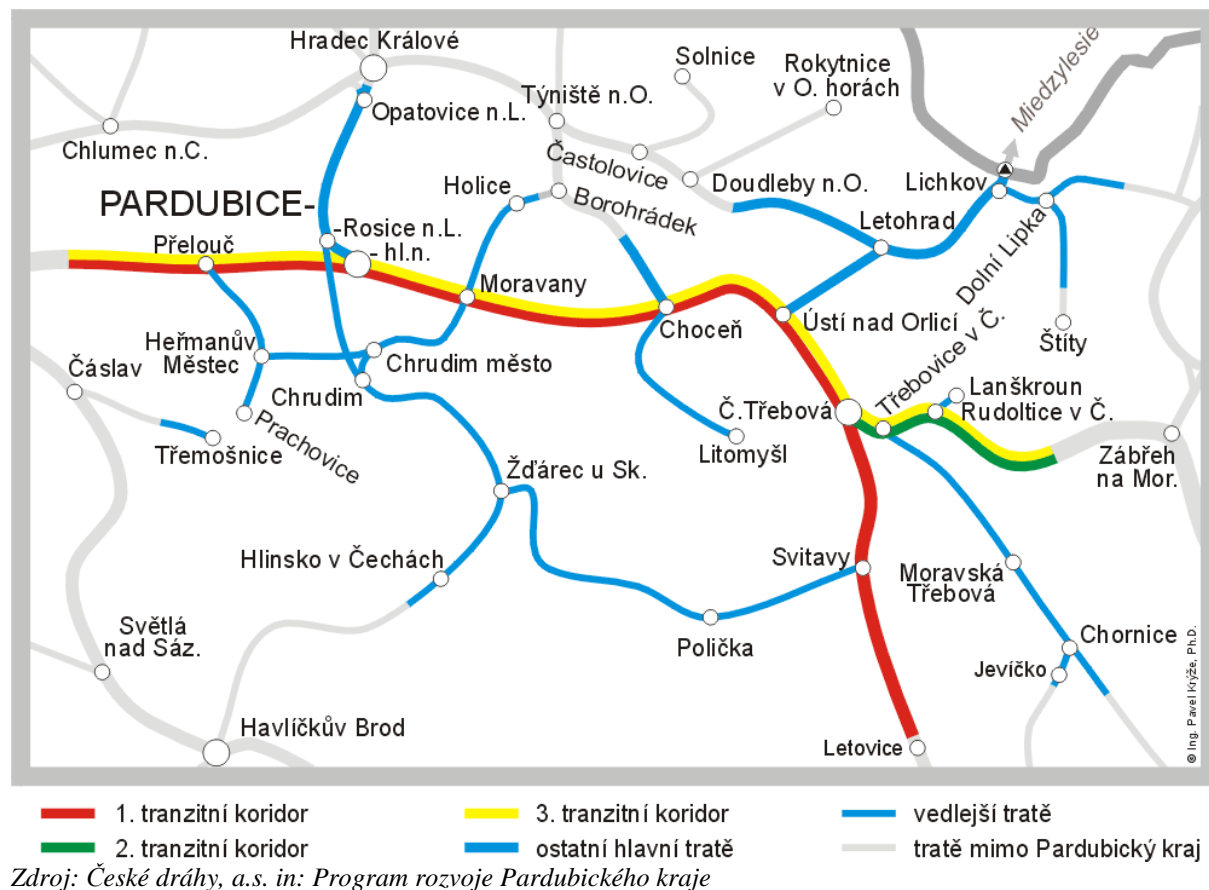 Hradec Králové
Solnice
Rokytnice
v O. horách
Miedzylesie
Opatovice n.L.
Týniště n.O.
Chlumec n.C.
Častolovice
Holice
Doudleby n.O.
Lichkov
PARDUBICE-
Borohrádek
Letohrad
-Rosice n.L.
Přelouč
- hl.n.
Dolní Lipka
Moravany
Choceň
Ústí nad Orlicí
Štíty
Heřmanův
Městec
Chrudim město
Třebovice v Č.
Čáslav
Chrudim
Lanškroun
Č.Třebová
Rudoltice v Č.
Prachovice
Třemošnice
Litomyšl
Zábřeh
na Mor.
Žďárec u Sk.
Hlinsko v Čechách
Svitavy
Moravská
Třebová
Světlá
nad Sáz.
Polička
Chornice
Jevíčko
Havlíčkův Brod
Letovice
© Ing. Pavel Krýže, Ph.D.
1. tranzitní koridor
3. tranzitní koridor
vedlejší tratě
2. tranzitní koridor
ostatní hlavní tratě
tratě mimo Pardubický kraj
Zdroj: České dráhy, a.s. in: Program rozvoje Pardubického kraje